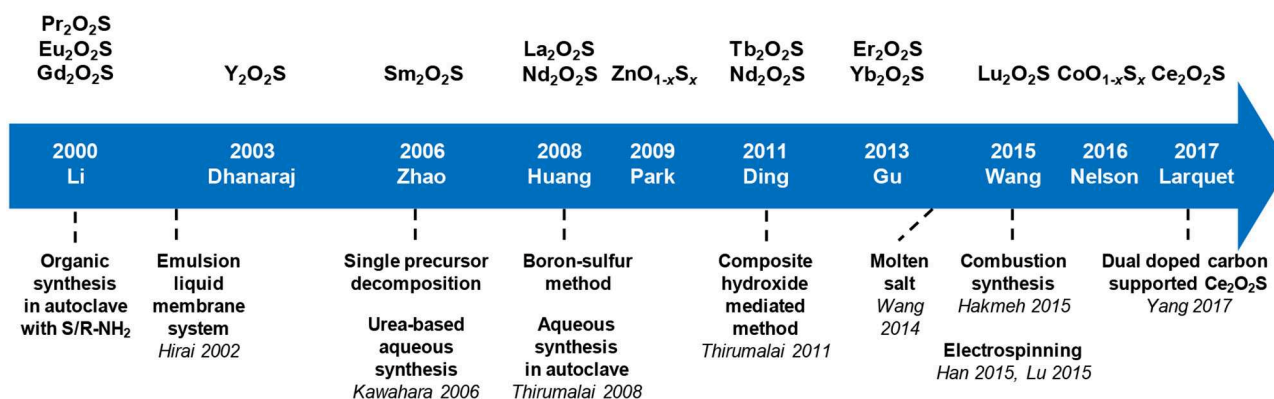 Pr₂O₂S
Eu₂O₂S
Gd₂O₂S
Y₂O₂S
Sm₂O₂S
La₂O₂S
Nd₂O₂S
ZnO₁₋ₓSₓ
Tb₂O₂S
Nd₂O₂S
Er₂O₂S
Yb₂O₂S
Lu₂O₂S
CoO₁₋ₓSₓ
Ce₂O₂S
2000
Li
2003
Dhanaraj
2006
Zhao
2008
Huang
2009
Park
2011
Ding
2013
Gu
2015
Wang
2016
Nelson
2017
Larquet
Organic
synthesis
in autoclave
with S/R-NH₂
Emulsion
liquid
membrane
system
Hirai 2002
Single precursor
decomposition
Urea-based
aqueous
synthesis
Kawahara 2006
Boron-sulfur
method
Aqueous
synthesis
in autoclave
Thirumalai 2008
Composite
hydroxide
mediated
method
Thirumalai 2011
Molten
salt
Wang
2014
Combustion
synthesis
Hakmeh 2015
Electrospinning
Han 2015, Lu 2015
Dual doped carbon
supported Ce₂O₂S
Yang 2017